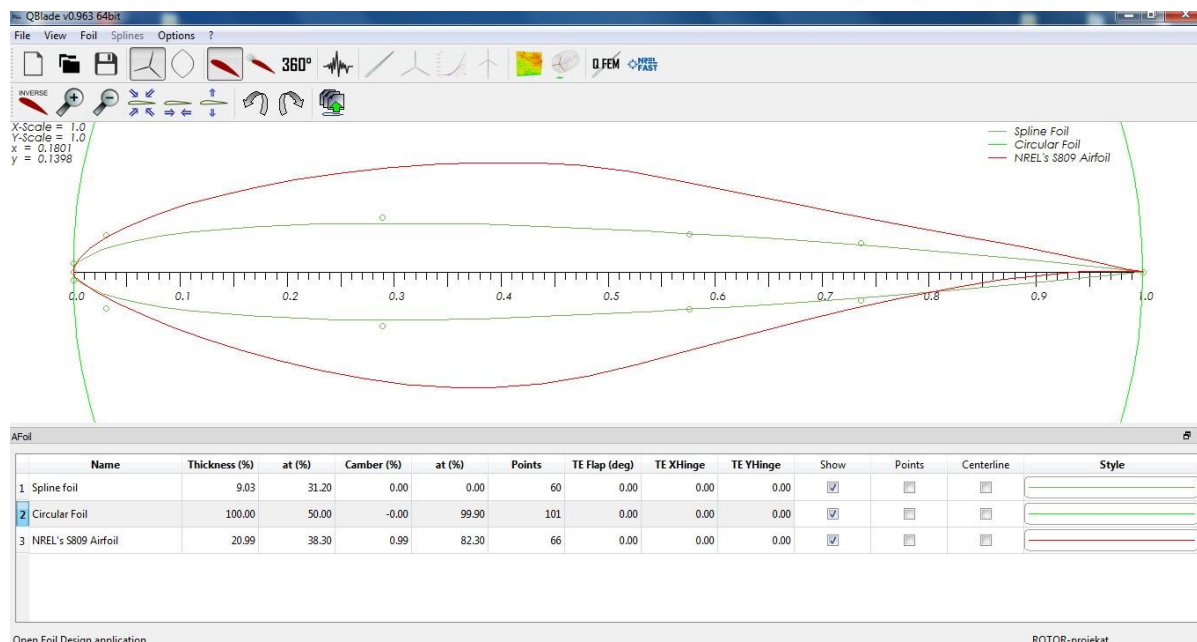 QBlade v0.963 64bit
File View Foil Splines Options ?
360° Q FEM NREL FAST
INVERSE
X-Scale = 1.0
Y-Scale = 1.0
x = 0.1801
y = 0.1398
Spline Foil
Circular Foil
NREL's S809 Airfoil
0.0 0.1 0.2 0.3 0.4 0.5 0.6 0.7 0.8 0.9 1.0
AFoil
Name Thickness (%) at (%) Camber (%) at (%) Points TE Flap (deg) TE XHinge TE YHinge Show Points Centerline Style
1 Spline foil 9.03 31.20 0.00 0.00 60 0.00 0.00 0.00
2 Circular Foil 100.00 50.00 -0.00 99.90 101 0.00 0.00 0.00
3 NREL's S809 Airfoil 20.99 38.30 0.99 82.30 66 0.00 0.00 0.00
Open Foil Design application ROTOR-projekat